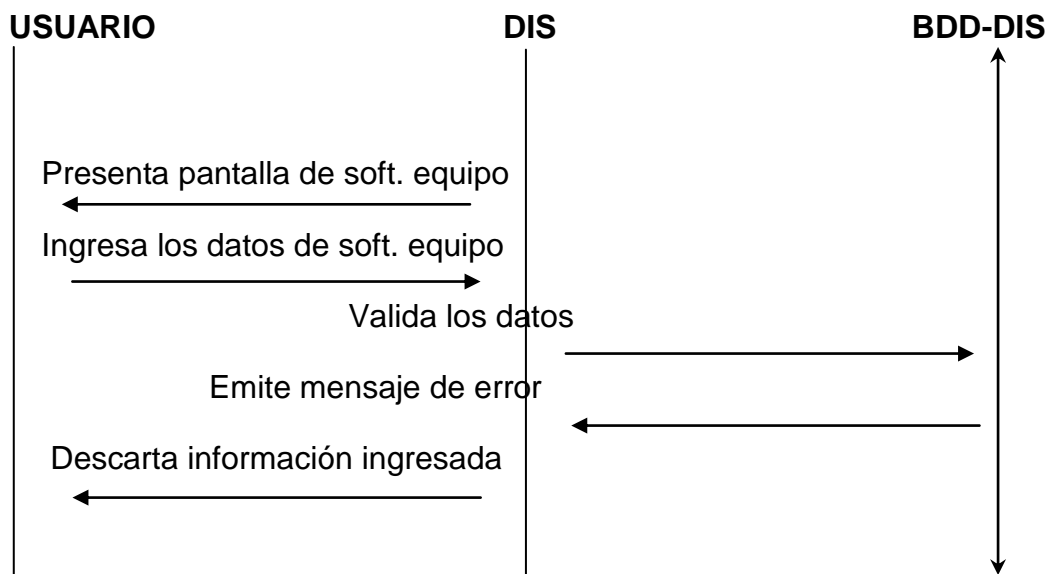 USUARIO DIS BDD-DIS
Presenta pantalla de soft. equipo
Ingresa los datos de soft. equipo
Valida los datos
Emite mensaje de error
Descarta información ingresada